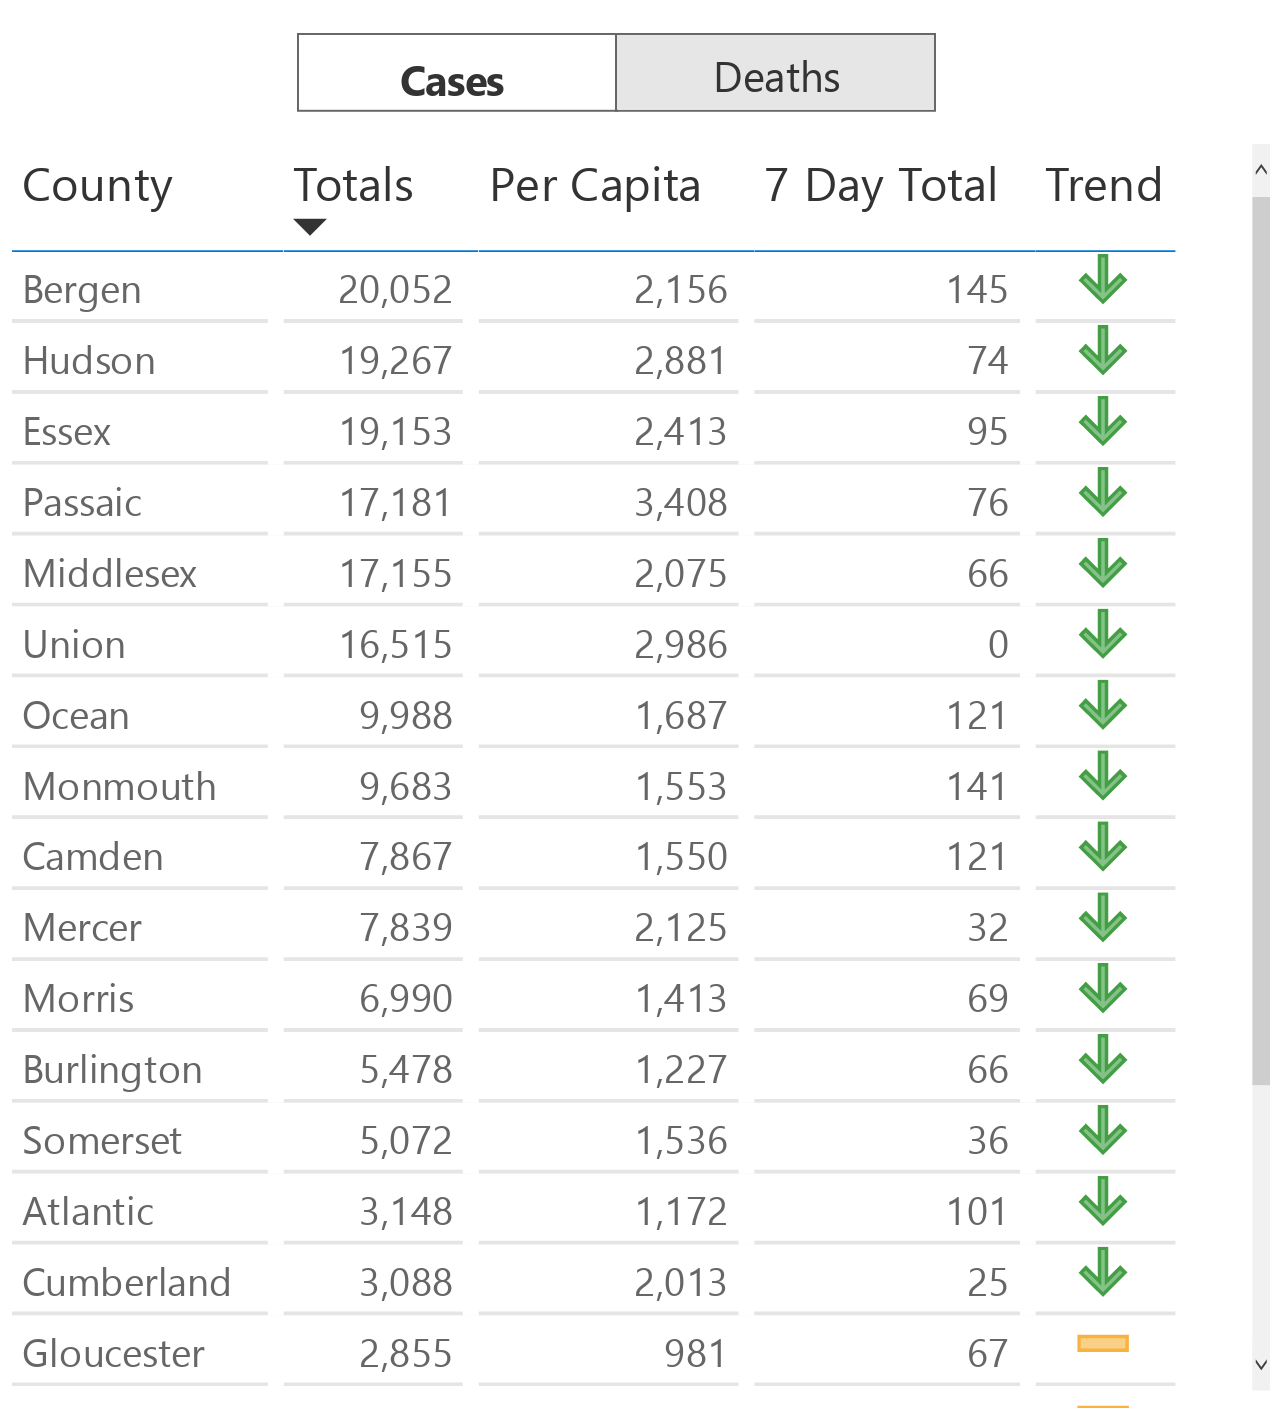 Cases Deaths
County Totals Per Capita 7 Day Total Trend
Bergen 20,052 2,156 145
Hudson 19,267 2,881 74
Essex 19,153 2,413 95
Passaic 17,181 3,408 76
Middlesex 17,155 2,075 66
Union 16,515 2,986 0
Ocean 9,988 1,687 121
Monmouth 9,683 1,553 141
Camden 7,867 1,550 121
Mercer 7,839 2,125 32
Morris 6,990 1,413 69
Burlington 5,478 1,227 66
Somerset 5,072 1,536 36
Atlantic 3,148 1,172 101
Cumberland 3,088 2,013 25
Gloucester 2,855 981 67